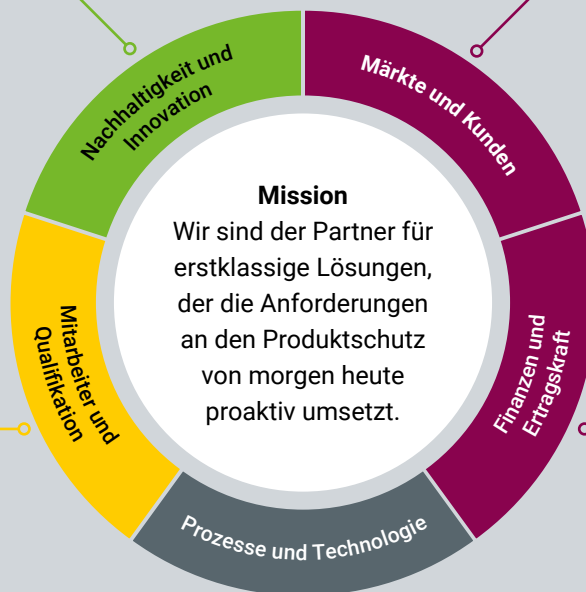 Nachhaltigkeit und
Innovation
Märkte und Kunden
Mission
Wir sind der Partner für
erstklassige Lösungen,
der die Anforderungen
an den Produktschutz
von morgen heute
proaktiv umsetzt.
Mitarbeiter und
Qualifikation
Finanzen und
Ertragskraft
Prozesse und Technologie